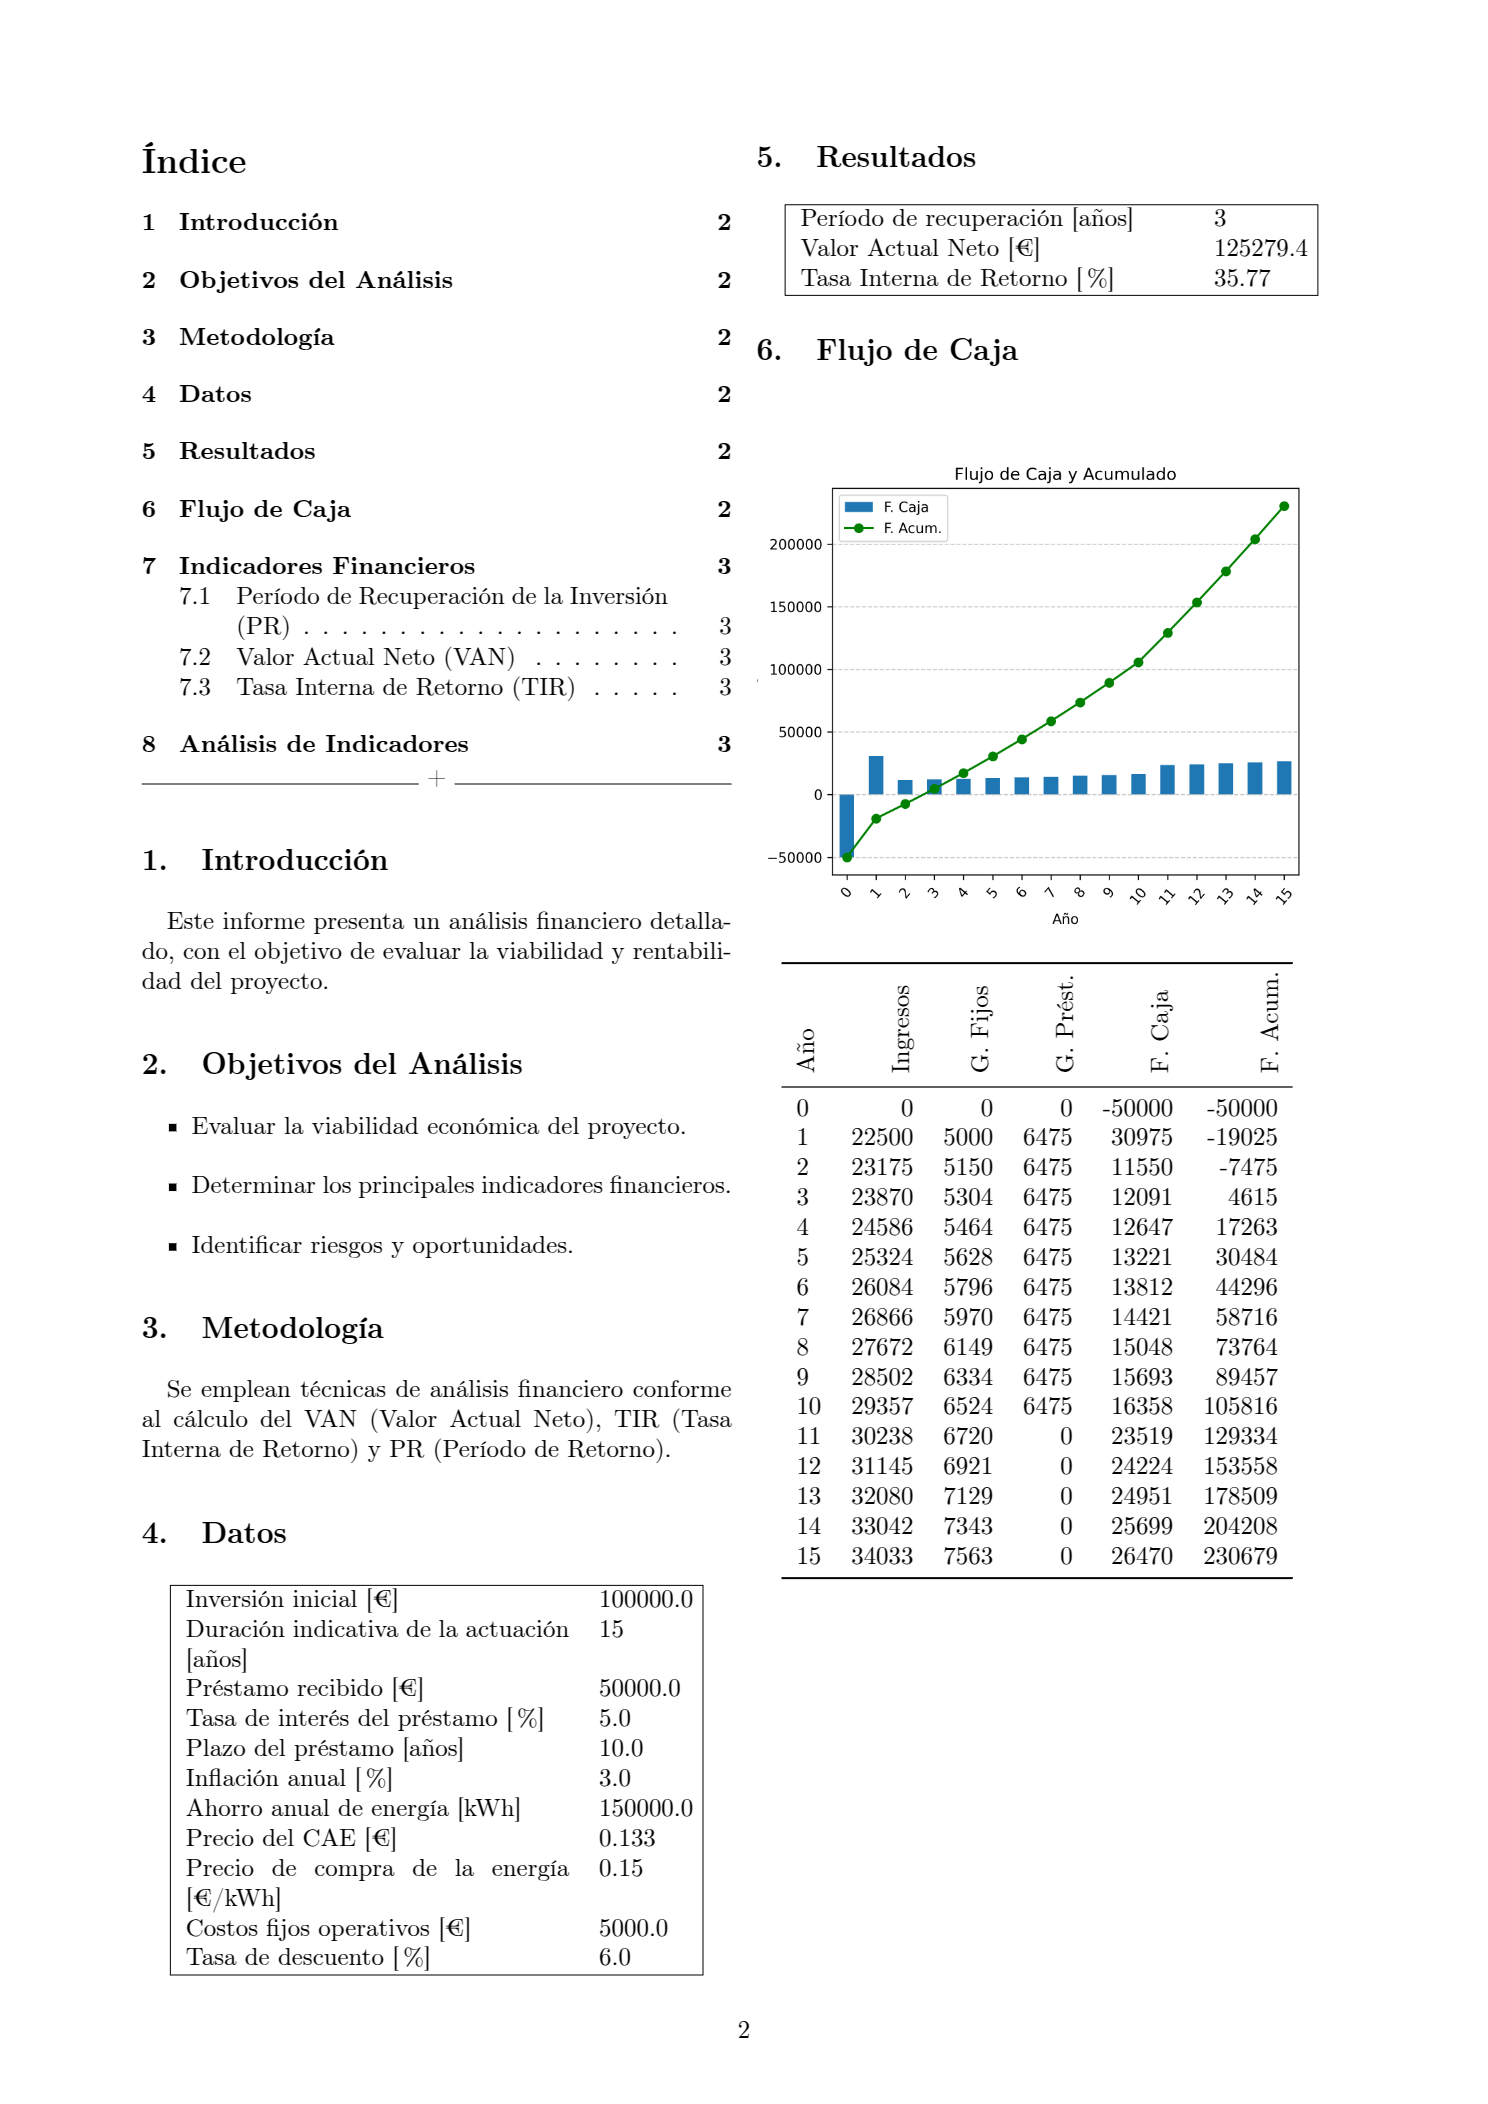 Índice
1 Introducción 2
2 Objetivos del Análisis 2
3 Metodología 2
4 Datos 2
5 Resultados 2
6 Flujo de Caja 2
7 Indicadores Financieros 3
7.1 Período de Recuperación de la Inversión
(PR) . . . . . . . . . . . . . . . . . . . . 3
7.2 Valor Actual Neto (VAN) . . . . . . . . 3
7.3 Tasa Interna de Retorno (TIR) . . . . . 3
8 Análisis de Indicadores 3
+
1. Introducción
Este informe presenta un análisis financiero detalla-
do, con el objetivo de evaluar la viabilidad y rentabili-
dad del proyecto.
2. Objetivos del Análisis
▪ Evaluar la viabilidad económica del proyecto.
▪ Determinar los principales indicadores financieros.
▪ Identificar riesgos y oportunidades.
3. Metodología
Se emplean técnicas de análisis financiero conforme
al cálculo del VAN (Valor Actual Neto), TIR (Tasa
Interna de Retorno) y PR (Período de Retorno).
4. Datos
Inversión inicial [€] 100000.0
Duración indicativa de la actuación 15
[años]
Préstamo recibido [€] 50000.0
Tasa de interés del préstamo [ %] 5.0
Plazo del préstamo [años] 10.0
Inflación anual [ %] 3.0
Ahorro anual de energía [kWh] 150000.0
Precio del CAE [€] 0.133
Precio de compra de la energía 0.15
[€/kWh]
Costos fijos operativos [€] 5000.0
Tasa de descuento [ %] 6.0
5. Resultados
Período de recuperación [años] 3
Valor Actual Neto [€] 125279.4
Tasa Interna de Retorno [ %] 35.77
6. Flujo de Caja
Flujo de Caja y Acumulado
F. Caja
F. Acum.
200000
150000
100000
50000
0
−50000
0 1 2 3 4 5 6 7 8 9 10 11 12 13 14 15
Año
Año Ingresos G. Fijos G. Prést. F. Caja F. Acum.
0 0 0 0 -50000 -50000
1 22500 5000 6475 30975 -19025
2 23175 5150 6475 11550 -7475
3 23870 5304 6475 12091 4615
4 24586 5464 6475 12647 17263
5 25324 5628 6475 13221 30484
6 26084 5796 6475 13812 44296
7 26866 5970 6475 14421 58716
8 27672 6149 6475 15048 73764
9 28502 6334 6475 15693 89457
10 29357 6524 6475 16358 105816
11 30238 6720 0 23519 129334
12 31145 6921 0 24224 153558
13 32080 7129 0 24951 178509
14 33042 7343 0 25699 204208
15 34033 7563 0 26470 230679
2